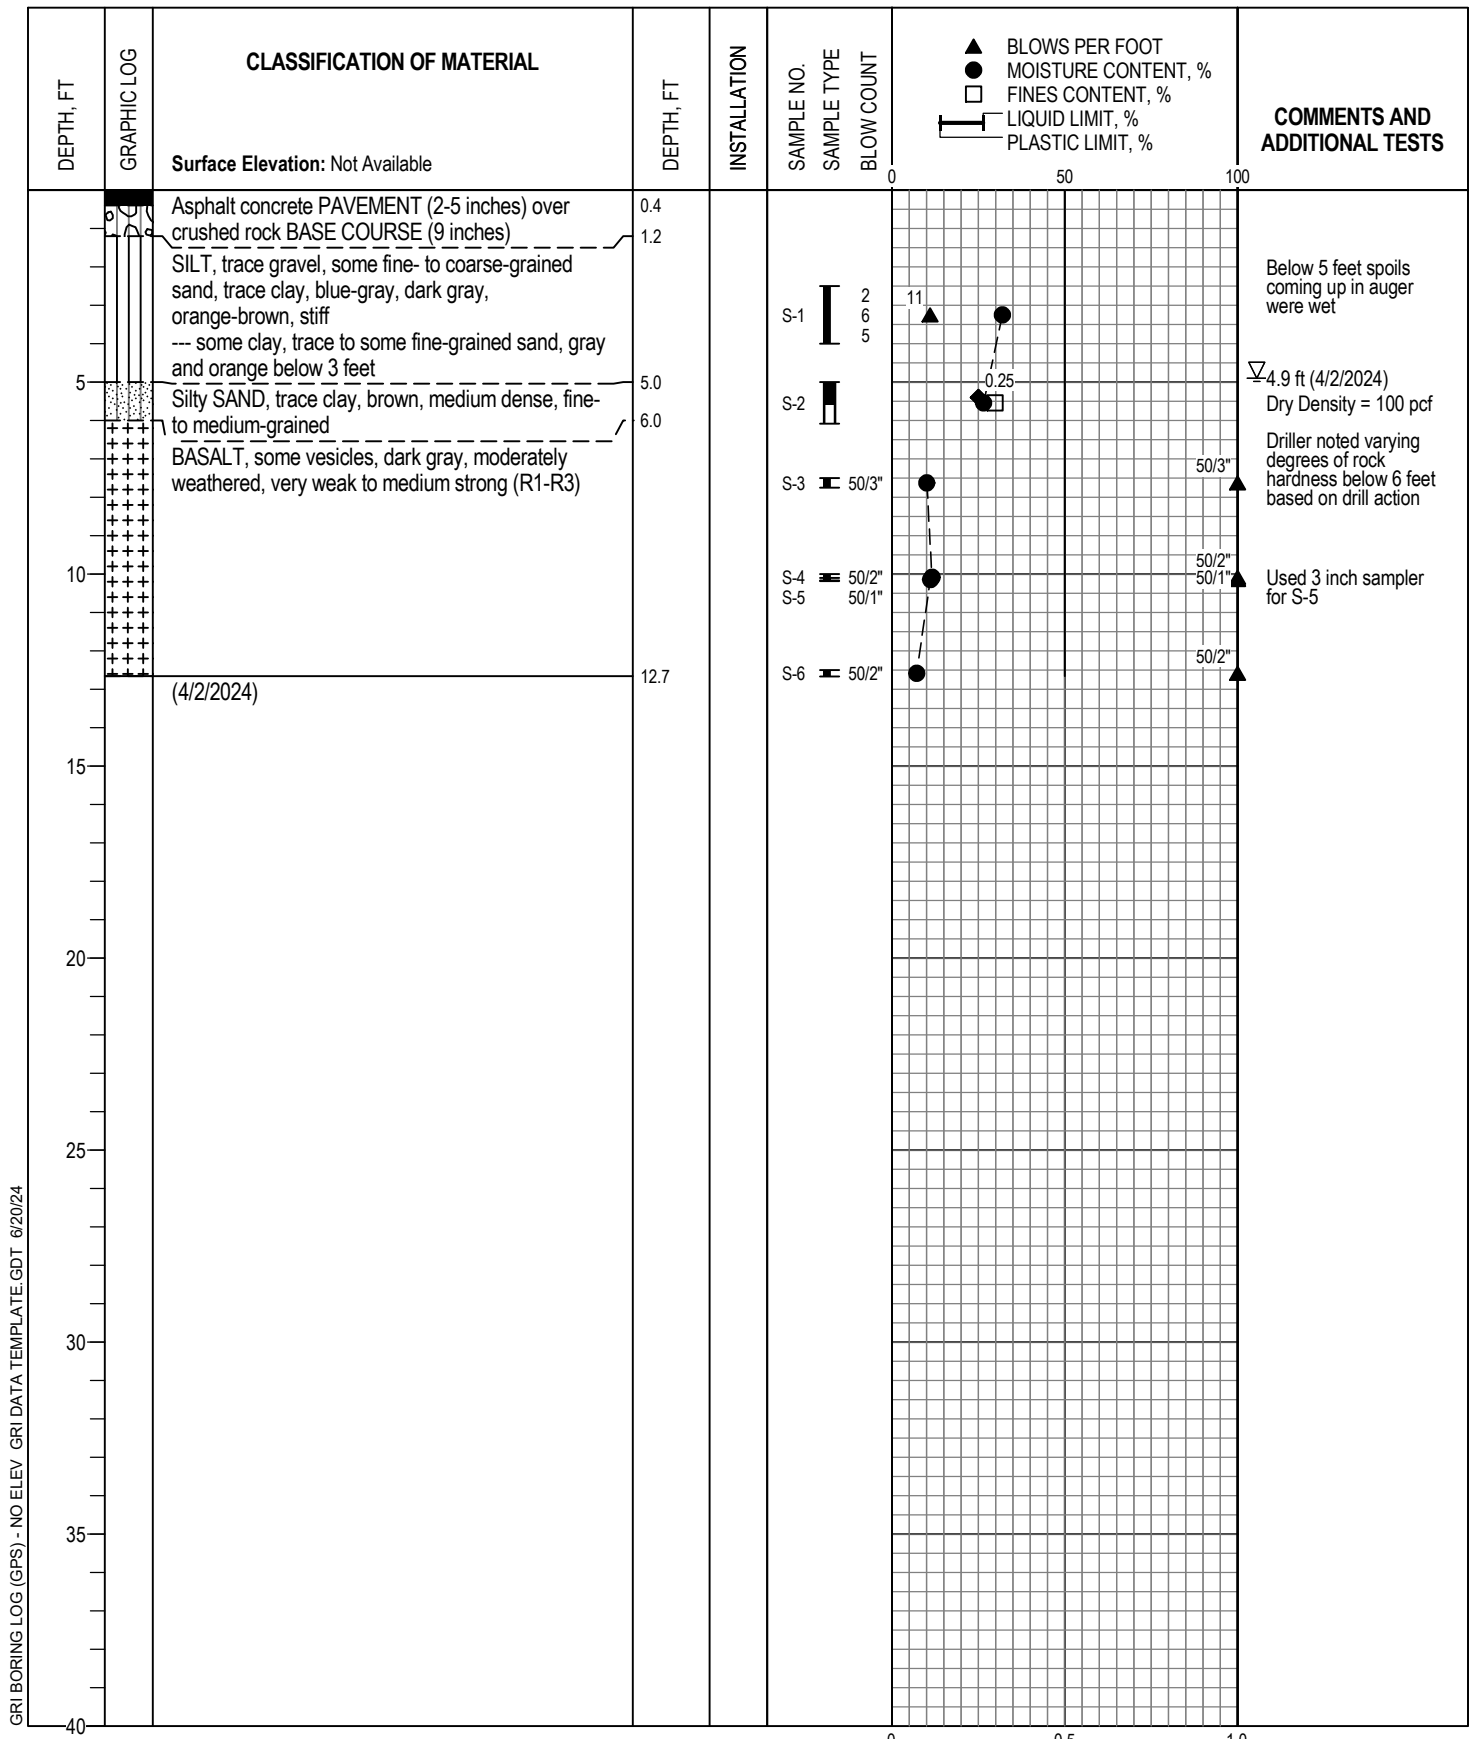 DEPTH, FT
GRAPHIC LOG
CLASSIFICATION OF MATERIAL
Surface Elevation: Not Available
DEPTH, FT
INSTALLATION
SAMPLE NO.
SAMPLE TYPE
BLOW COUNT
BLOWS PER FOOT
MOISTURE CONTENT, %
FINES CONTENT, %
LIQUID LIMIT, %
PLASTIC LIMIT, %
0 50 100
COMMENTS AND
ADDITIONAL TESTS
Asphalt concrete PAVEMENT (2-5 inches) over
crushed rock BASE COURSE (9 inches)
0.4
1.2
SILT, trace gravel, some fine- to coarse-grained
sand, trace clay, blue-gray, dark gray,
orange-brown, stiff
--- some clay, trace to some fine-grained sand, gray
and orange below 3 feet
S-1
2
6
5
11
Below 5 feet spoils
coming up in auger
were wet
5
5.0
Silty SAND, trace clay, brown, medium dense, fine-
to medium-grained
6.0
S-2
0.25
4.9 ft (4/2/2024)
Dry Density = 100 pcf
BASALT, some vesicles, dark gray, moderately
weathered, very weak to medium strong (R1-R3)
S-3 50/3"
50/3"
Driller noted varying
degrees of rock
hardness below 6 feet
based on drill action
10
S-4 50/2"
S-5 50/1"
50/2"
50/1"
Used 3 inch sampler
for S-5
12.7
S-6 50/2"
50/2"
(4/2/2024)
15
20
25
30
35
40
0 0.5 1.0
GRI BORING LOG (GPS) - NO ELEV GRI DATA TEMPLATE.GDT 6/20/24